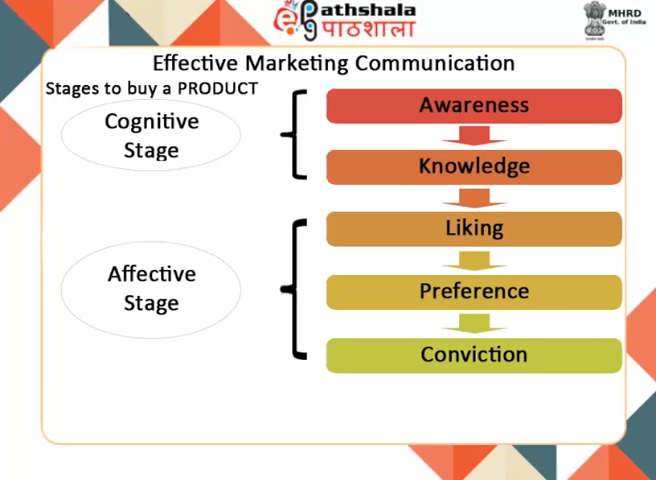 Pathshala
पाठशाला
MHRD
Govt. of India
Effective Marketing Communication
Stages to buy a PRODUCT
Cognitive
Stage
Awareness
Knowledge
Liking
Affective
Stage
Preference
Conviction